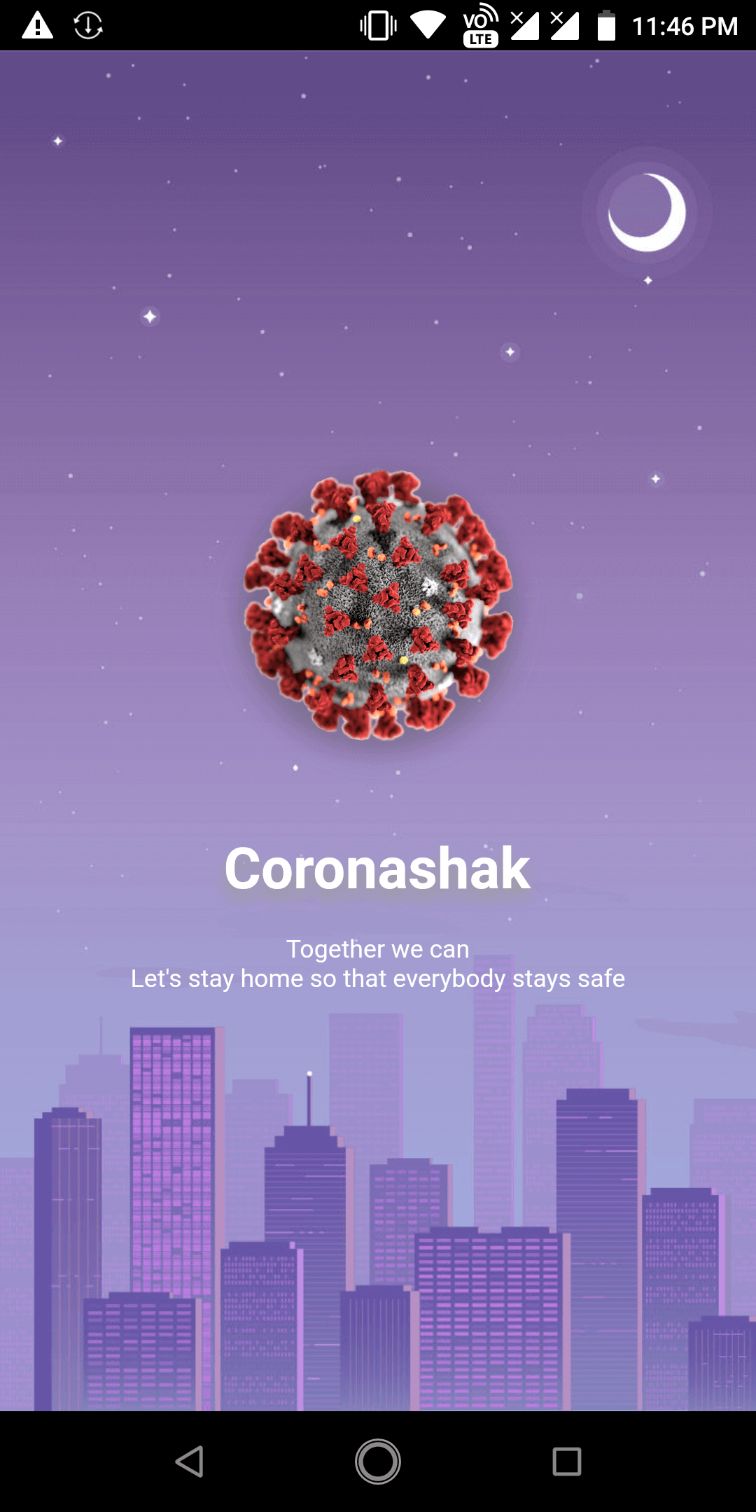 VO
LTE
11:46 PM
Coronashak
Together we can
Let's stay home so that everybody stays safe